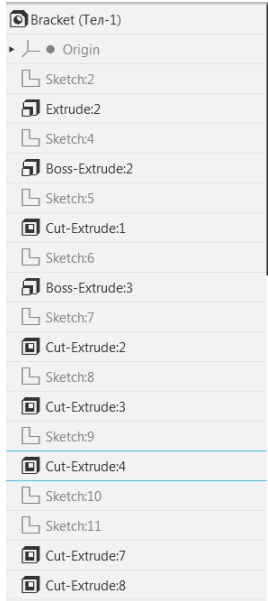 Bracket (Тел-1)
Origin
Sketch:2
Extrude:2
Sketch:4
Boss-Extrude:2
Sketch:5
Cut-Extrude:1
Sketch:6
Boss-Extrude:3
Sketch:7
Cut-Extrude:2
Sketch:8
Cut-Extrude:3
Sketch:9
Cut-Extrude:4
Sketch:10
Sketch:11
Cut-Extrude:7
Cut-Extrude:8